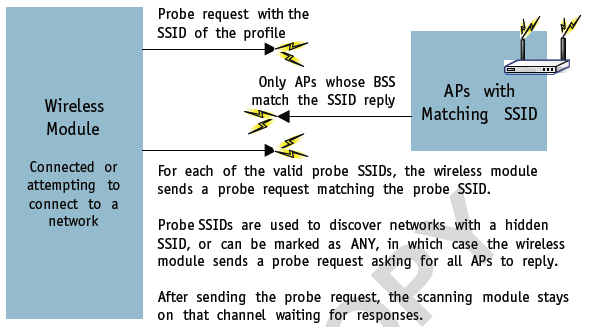 Probe request with the
SSID of the profile
Only APs whose BSS
match the SSID reply
APs with
Matching SSID
Wireless
Module
Connected or
attempting to
connect to a
network
For each of the valid probe SSIDs, the wireless module
sends a probe request matching the probe SSID.
Probe SSIDs are used to discover networks with a hidden
SSID, or can be marked as ANY, in which case the wireless
module sends a probe request asking for all APs to reply.
After sending the probe request, the scanning module stays
on that channel waiting for responses.
OPY